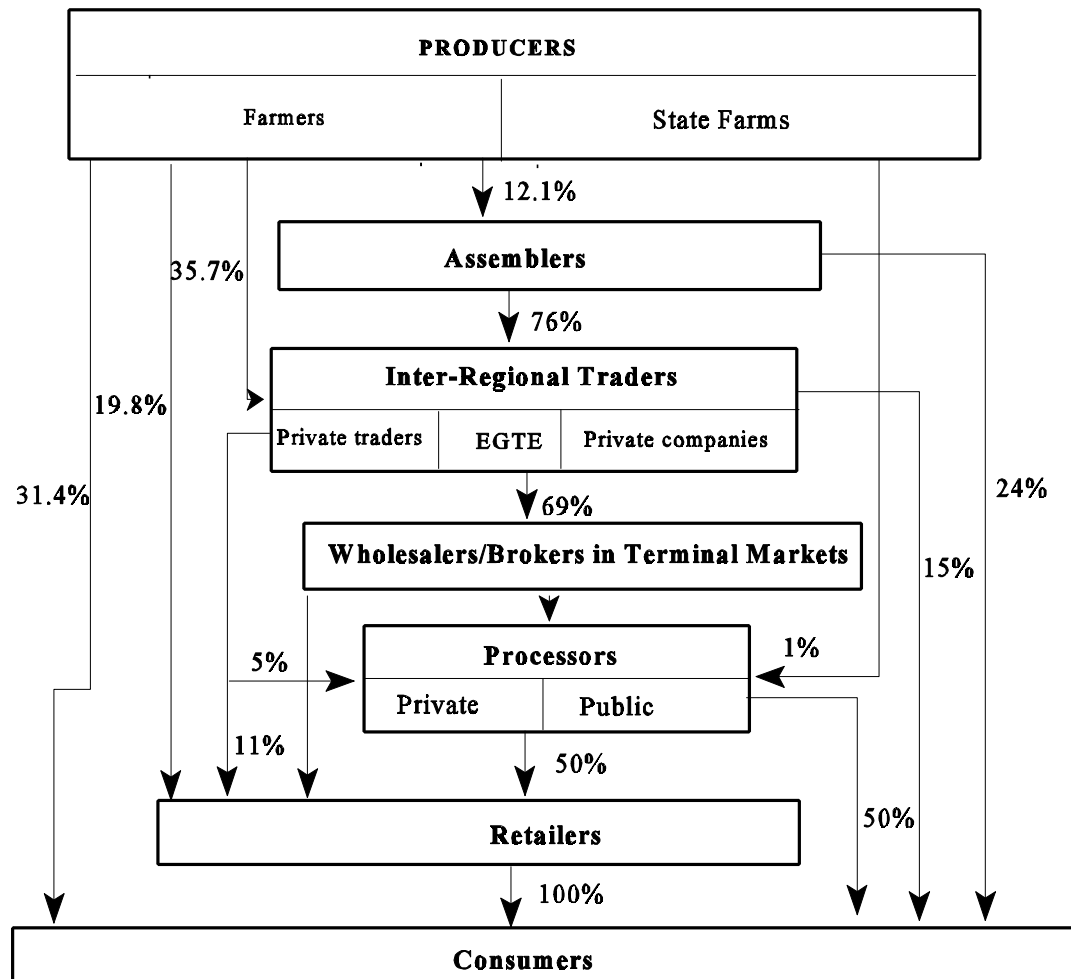 PRODUCERS
Farmers
State Farms
12.1%
Assemblers
35.7%
76%
Inter-Regional Traders
19.8%
Private traders
EGTE
Private companies
31.4%
69%
24%
Wholesalers/Brokers in Terminal Markets
15%
Processors
5%
1%
Private
Public
11%
50%
50%
Retailers
100%
Consumers